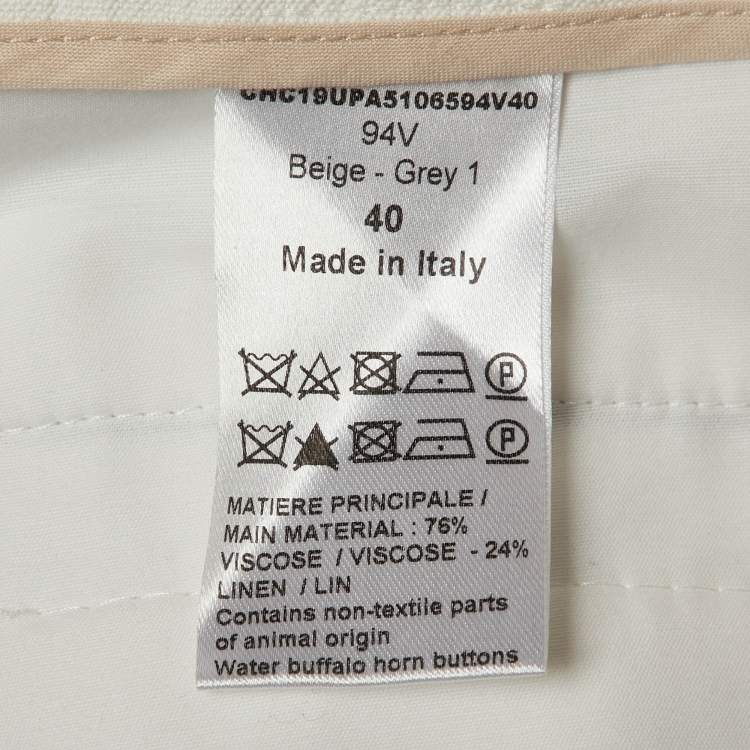 CHC19UPA5106594V40
94V
Beige - Grey 1
40
Made in Italy
P
P
MATIERE PRINCIPALE /
MAIN MATERIAL : 76%
VISCOSE / VISCOSE - 24%
LINEN / LIN
Contains non-textile parts
of animal origin
Water buffalo horn buttons